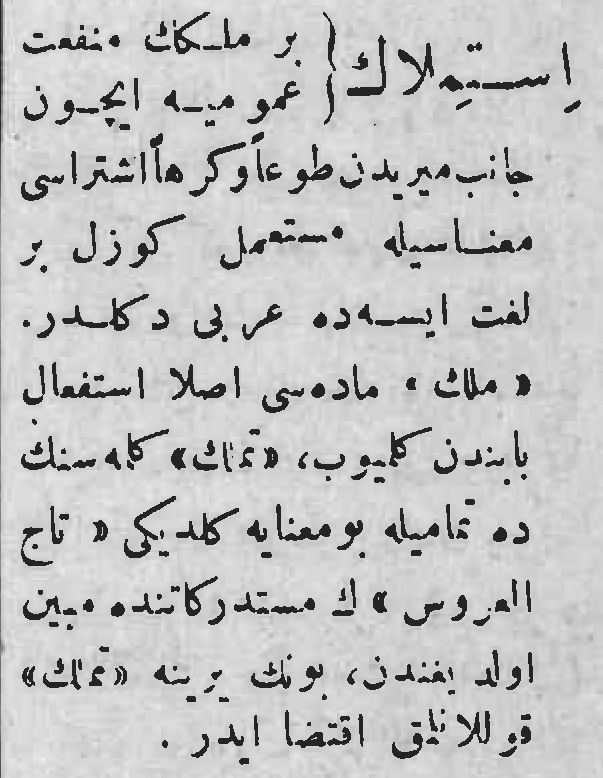 اِستِملاك { بر ملكك منفعت
عموميه ايچون
جانب ميريدن طوعاً وكرهاً اشتراسى
معناسيله مستعمل كوزل بر
لغت ايسه ده عربى دكلدر.
« ملك » ماده سى اصلا استفعال
بابندن كلميوب، «تملك» كله سنك
ده تماميله بو معنايه كلديكى « تاج
العروس » ك مستدركاتنده مبين
اولديغندن، بونك يرينه «تملك»
قوللانلمق اقتضا ايدر .